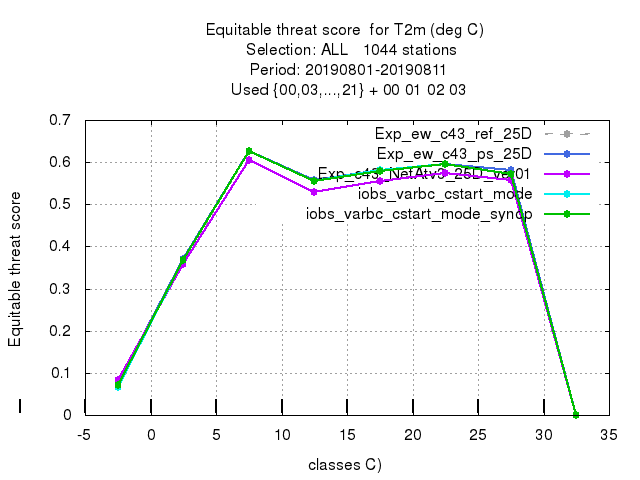 Equitable threat score  for T2m (deg C)
Selection: ALL   1044 stations
Period: 20190801-20190811
Used {00,03,...,21} + 00 01 02 03
Equitable threat score
0.7
0.6
0.5
0.4
0.3
0.2
0.1
0
-5
0
5
10
15
20
25
30
35
classes C)
Exp_ew_c43_ref_25D
Exp_ew_c43_ps_25D
iobs_varbc_cstart_mode
iobs_varbc_cstart_mode_synop